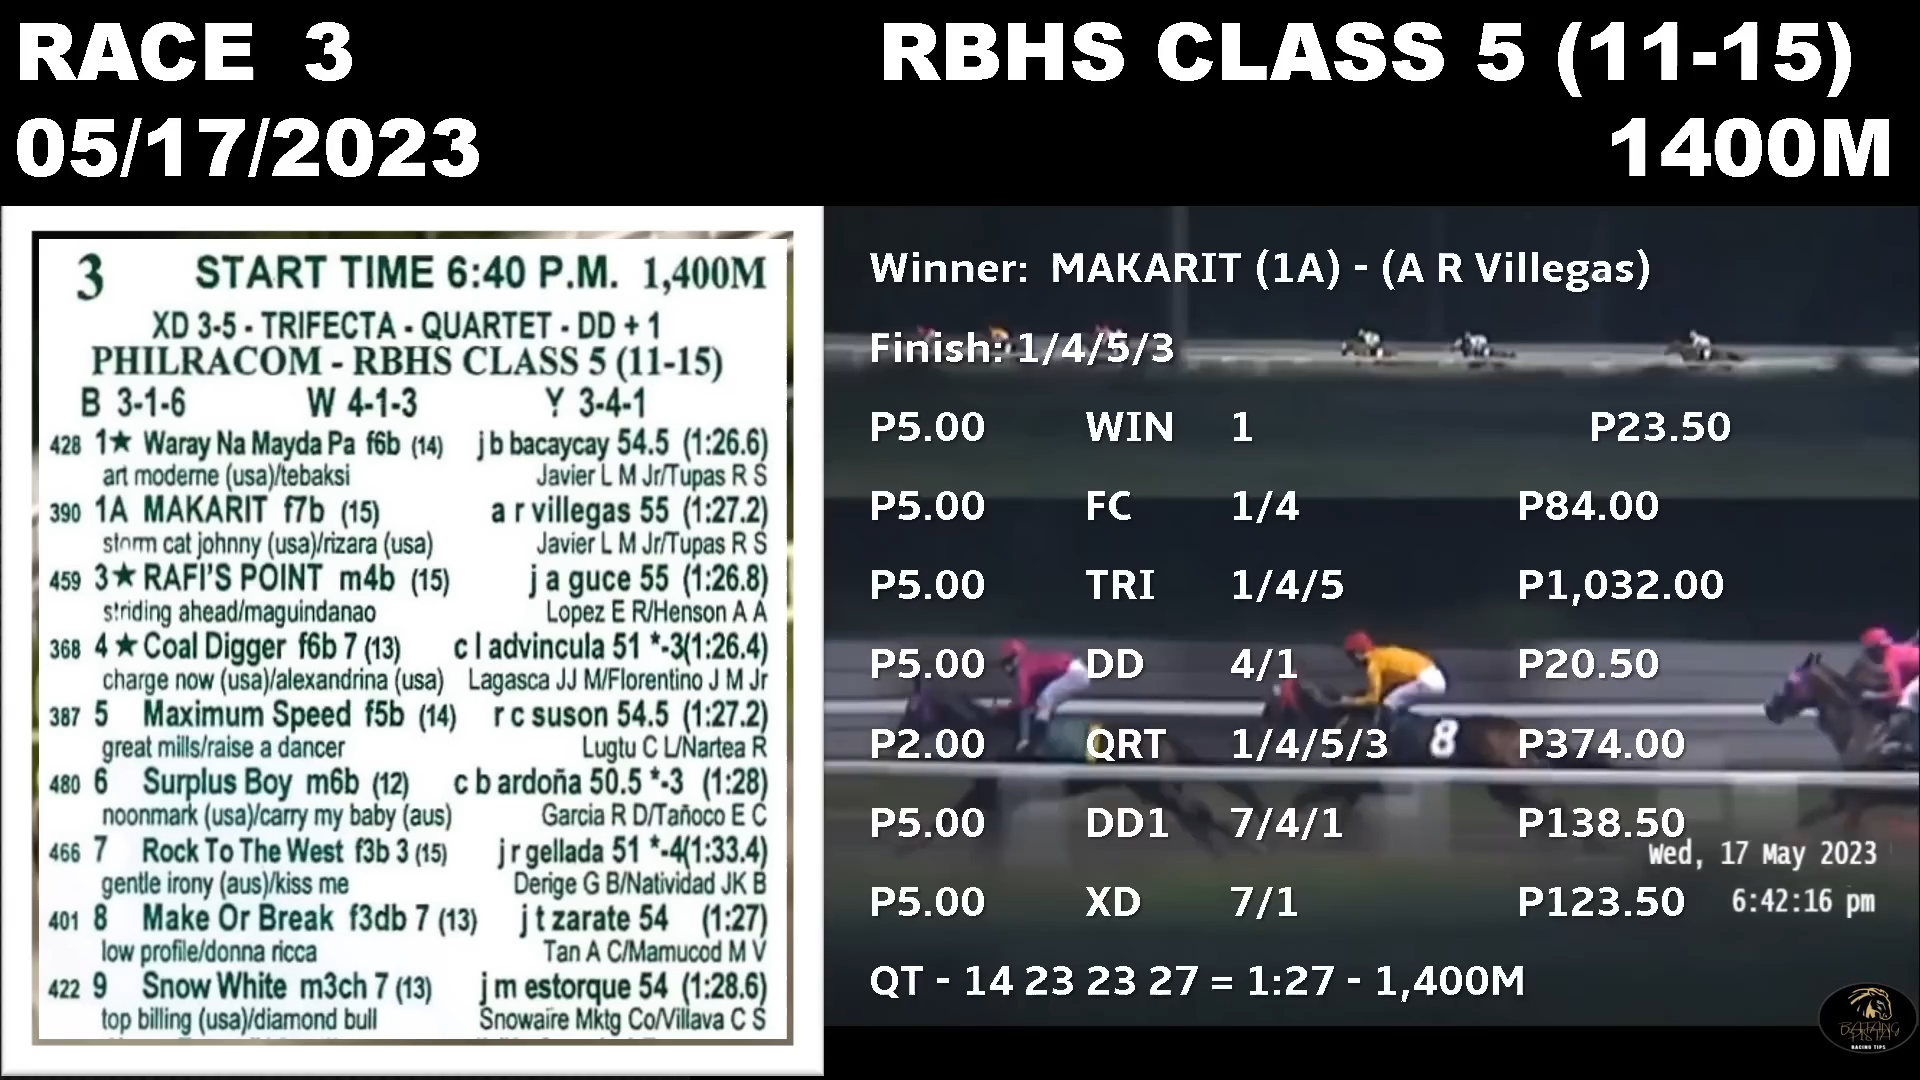 RACE 3
RBHS CLASS 5 (11-15)
05/17/2023
1400M
3 START TIME 6:40 P.M. 1,400M
XD 3-5 - TRIFECTA - QUARTET - DD + 1
PHILRACOM - RBHS CLASS 5 (11-15)
B 3-1-6 W 4-1-3 Y 3-4-1
428 1★ Waray Na Mayda Pa f6b (14) j b bacaycay 54.5 (1:26.6)
art moderne (usa)/tebaksi Javier L M Jr/Tupas R S
390 1A MAKARIT f7b (15) a r villegas 55 (1:27.2)
storm cat johnny (usa)/rizara (usa) Javier L M Jr/Tupas R S
459 3★ RAFI'S POINT m4b (15) j a guce 55 (1:26.8)
striding ahead/maguindanao Lopez E R/Henson A A
368 4 ★ Coal Digger f6b 7 (13) c l advincula 51 *-3(1:26.4)
charge now (usa)/alexandrina (usa) Lagasca JJ M/Florentino J M Jr
387 5 Maximum Speed f5b (14) r c suson 54.5 (1:27.2)
great mills/raise a dancer Lugtu C L/Nartea R
480 6 Surplus Boy m6b (12) c b ardoña 50.5 *-3 (1:28)
noonmark (usa)/carry my baby (aus) Garcia R D/Tañoco E C
466 7 Rock To The West f3b 3 (15) j r gellada 51 *-4(1:33.4)
gentle irony (aus)/kiss me Derige G B/Natividad JK B
401 8 Make Or Break f3db 7 (13) j t zarate 54 (1:27)
low profile/donna ricca Tan A C/Mamucod M V
422 9 Snow White m3ch 7 (13) j m estorque 54 (1:28.6)
top billing (usa)/diamond bull Snowaire Mktg Co/Villava C S
Winner: MAKARIT (1A) - (A R Villegas)
Finish: 1/4/5/3
P5.00 WIN 1 P23.50
P5.00 FC 1/4 P84.00
P5.00 TRI 1/4/5 P1,032.00
P5.00 DD 4/1 P20.50
P2.00 QRT 1/4/5/3 P374.00
8
P5.00 DD1 7/4/1 P138.50
Wed, 17 May 2023
P5.00 XD 7/1 P123.50
6:42:16 pm
QT - 14 23 23 27 = 1:27 - 1,400M
BATANG
PISTA
RACING TIPS